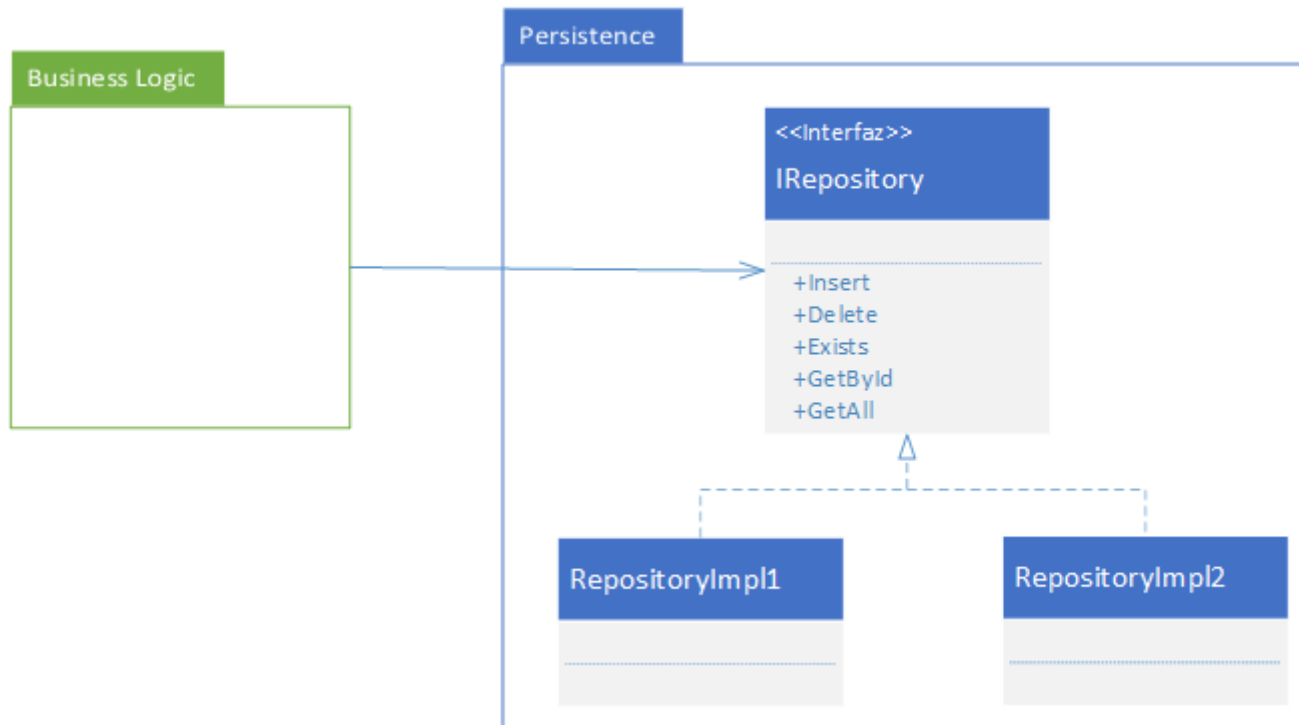 Business Logic
Persistence
<<Interfaz>>
IRepository
+Insert
+Delete
+Exists
+GetById
+GetAll
RepositoryImpl1
RepositoryImpl2